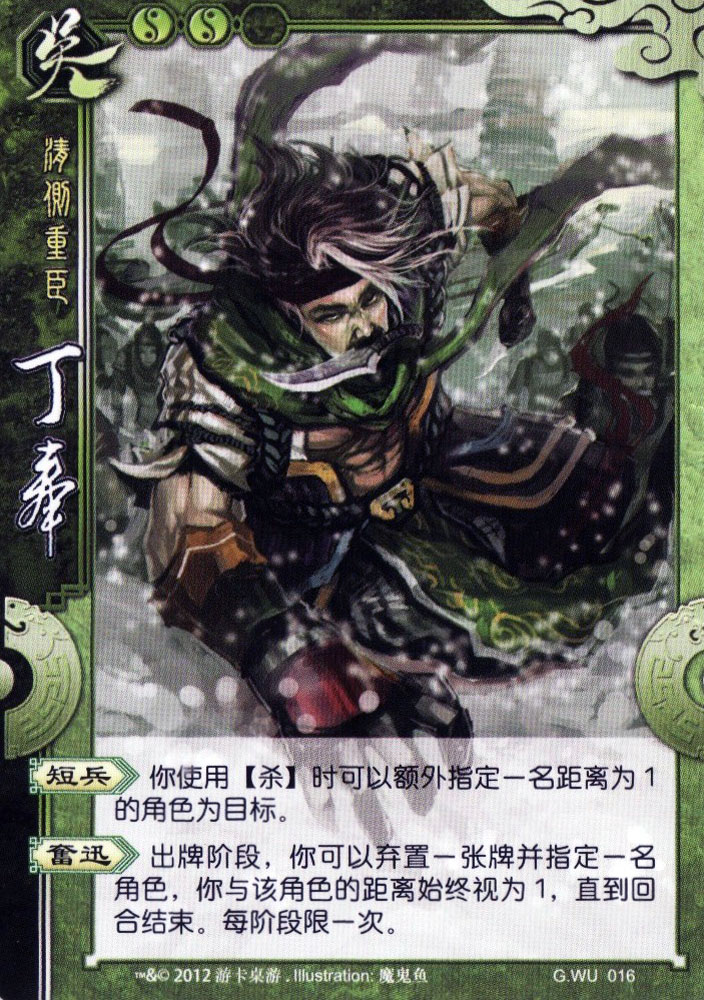 吴
清侧重臣
丁奉
短兵 你使用【杀】时可以额外指定一名距离为1
的角色为目标。
奋迅 出牌阶段，你可以弃置一张牌并指定一名
角色，你与该角色的距离始终视为1，直到回
合结束。每阶段限一次。
™&© 2012 游卡桌游 . Illustration: 魔鬼鱼 G.WU 016